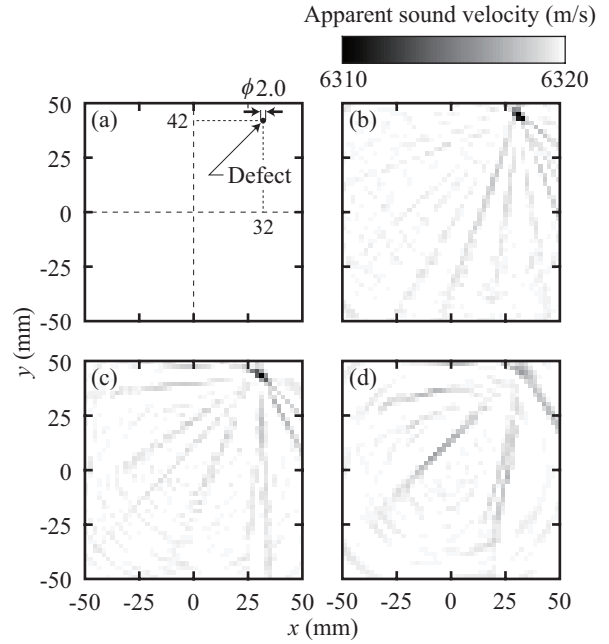 Apparent sound velocity (m/s)
6310 6320
50 (a) ϕ2.0 (b)
42
25
Defect
0
32
-25
-50
y (mm)
50 (c) (d)
25
0
-25
-50
-50 -25 0 25 50 -50 -25 0 25 50
x (mm)